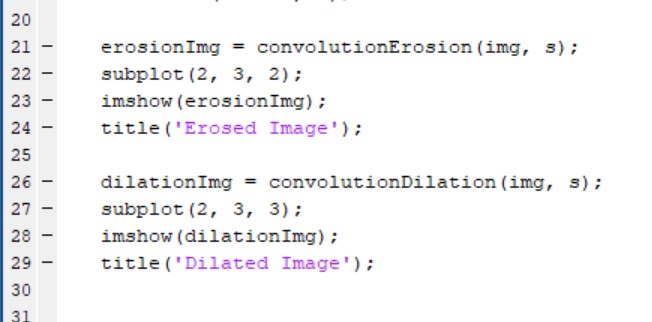 20
21 - erosionImg = convolutionErosion(img, s);
22 - subplot(2, 3, 2);
23 - imshow(erosionImg);
24 - title('Erosed Image');
25
26 - dilationImg = convolutionDilation(img, s);
27 - subplot(2, 3, 3);
28 - imshow(dilationImg);
29 - title('Dilated Image');
30
31